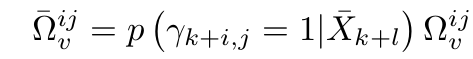 $\bar{\Omega}_{v}^{ij} = p\left(\gamma_{k+i,j} = 1 | \bar{X}_{k+l}\right) \Omega_{v}^{ij}$